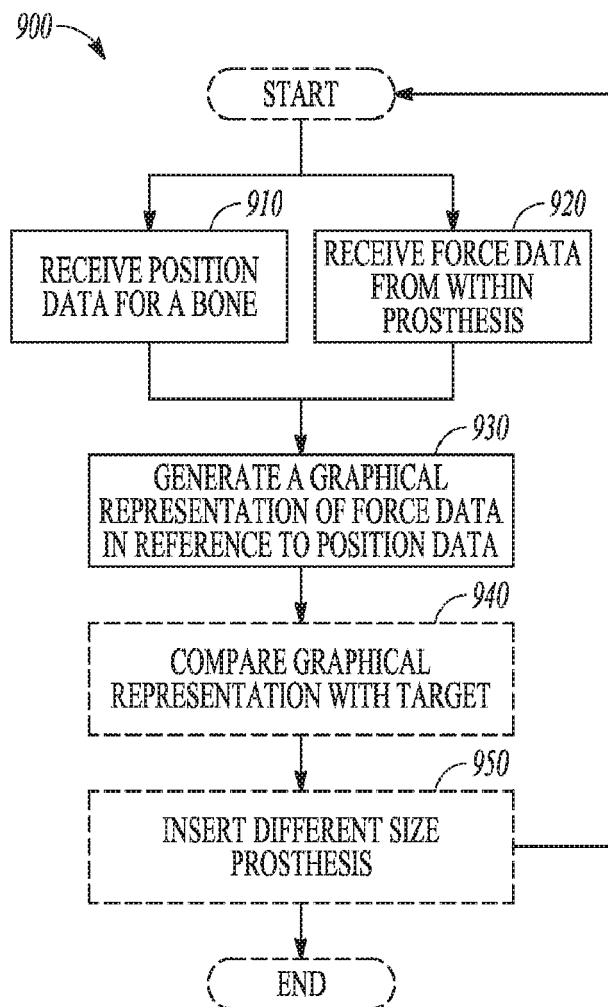 900
START
910
RECEIVE POSITION
DATA FOR A BONE
920
RECEIVE FORCE DATA
FROM WITHIN
PROSTHESIS
930
GENERATE A GRAPHICAL
REPRESENTATION OF FORCE DATA
IN REFERENCE TO POSITION DATA
940
COMPARE GRAPHICAL
REPRESENTATION WITH TARGET
950
INSERT DIFFERENT SIZE
PROSTHESIS
END